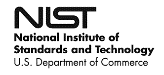 NIST
National Institute of
Standards and Technology
U.S. Department of Commerce